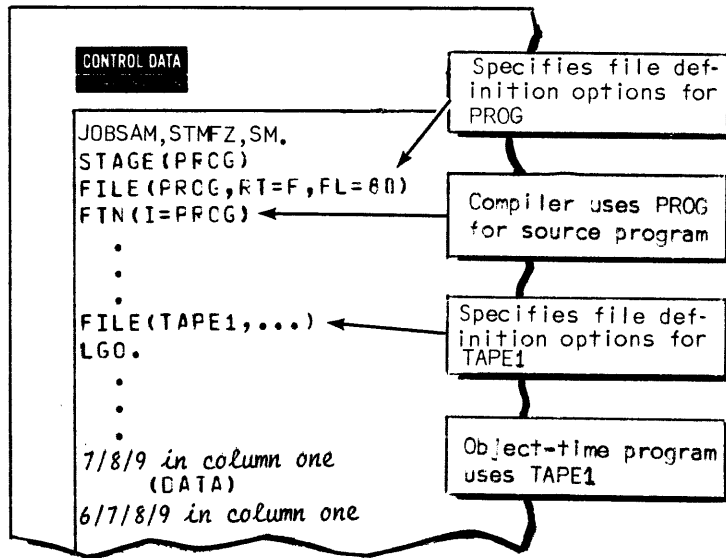 CONTROL DATA
JOBSAM,STMFZ,SM.
STAGE(PROG)
FILE(PROG,RT=F,FL=80)
FTN(I=PROG)
.
.
.
FILE(TAPE1,...)
LGO.
.
.
.
7/8/9 in column one
(DATA)
6/7/8/9 in column one
Specifies file def-
inition options for
PROG
Compiler uses PROG
for source program
Specifies file def-
inition options for
TAPE1
Object-time program
uses TAPE1